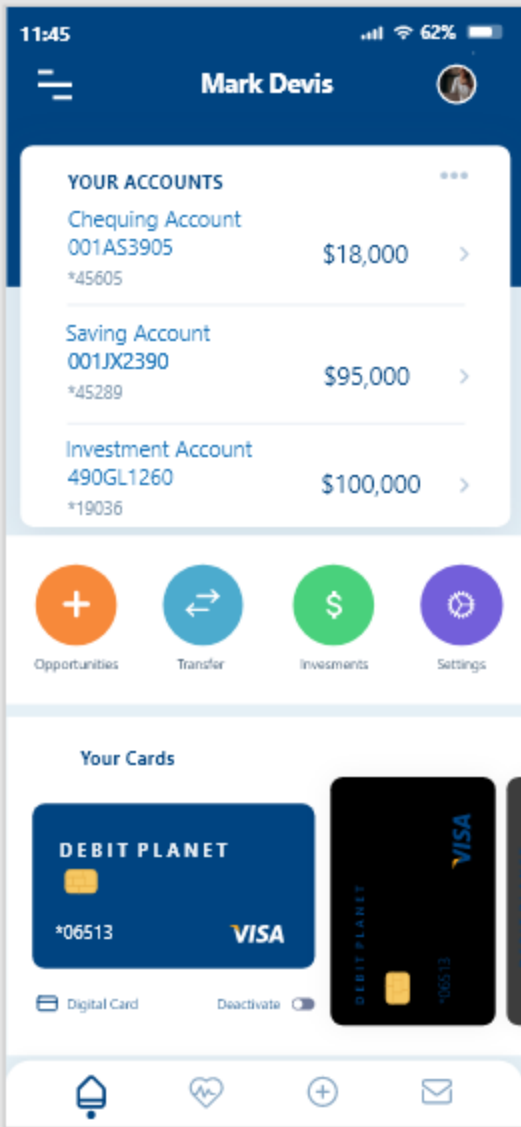 11:45 62%
Mark Devis
YOUR ACCOUNTS
Chequing Account
001AS3905
$18,000
*45605
Saving Account
001JX2390
$95,000
*45289
Investment Account
490GL1260
$100,000
*19036
Opportunities Transfer Invesments Settings
Your Cards
DEBIT PLANET
*06513 VISA
Digital Card Deactivate
DEBIT PLANET
*06513
VISA